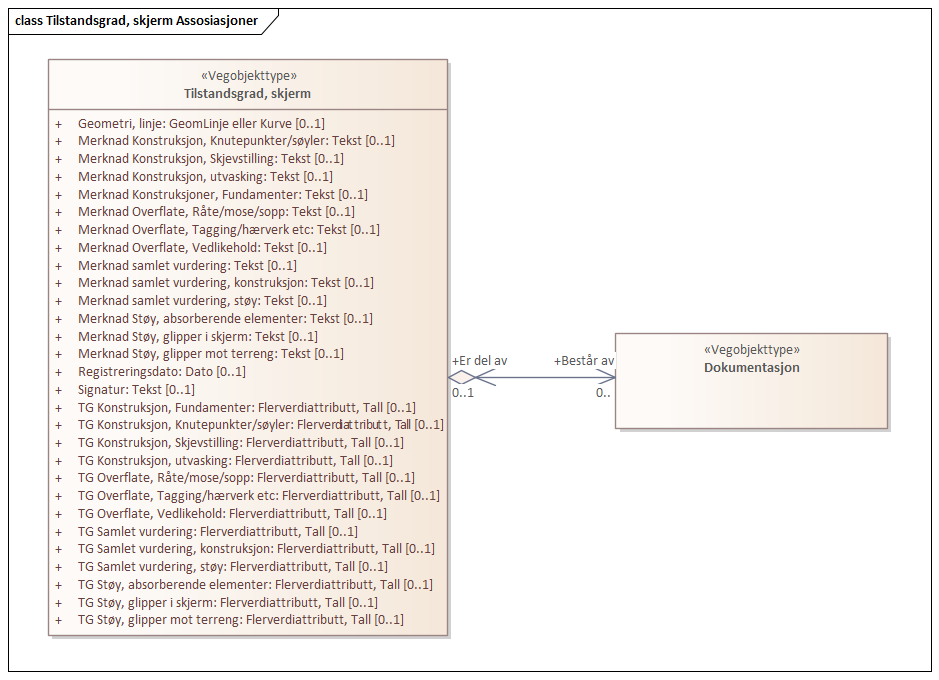 class Tilstandsgrad, skjerm Assosiasjoner
«Vegobjekttype»
Tilstandsgrad, skjerm
+ Geometri, linje: GeomLinje eller Kurve [0..1]
+ Merknad Konstruksjon, Knutepunkter/søyler: Tekst [0..1]
+ Merknad Konstruksjon, Skjevstilling: Tekst [0..1]
+ Merknad Konstruksjon, utvasking: Tekst [0..1]
+ Merknad Konstruksjoner, Fundamenter: Tekst [0..1]
+ Merknad Overflate, Råte/mose/sopp: Tekst [0..1]
+ Merknad Overflate, Tagging/hærverk etc: Tekst [0..1]
+ Merknad Overflate, Vedlikehold: Tekst [0..1]
+ Merknad samlet vurdering: Tekst [0..1]
+ Merknad samlet vurdering, konstruksjon: Tekst [0..1]
+ Merknad samlet vurdering, støy: Tekst [0..1]
+ Merknad Støy, absorberende elementer: Tekst [0..1]
+ Merknad Støy, glipper i skjerm: Tekst [0..1]
+ Merknad Støy, glipper mot terreng: Tekst [0..1]
+ Registreringsdato: Dato [0..1]
+ Signatur: Tekst [0..1]
+ TG Konstruksjon, Fundamenter: Flerverdiattributt, Tall [0..1]
+ TG Konstruksjon, Knutepunkter/søyler: Flerverdiattributt, Tall [0..1]
+ TG Konstruksjon, Skjevstilling: Flerverdiattributt, Tall [0..1]
+ TG Konstruksjon, utvasking: Flerverdiattributt, Tall [0..1]
+ TG Overflate, Råte/mose/sopp: Flerverdiattributt, Tall [0..1]
+ TG Overflate, Tagging/hærverk etc: Flerverdiattributt, Tall [0..1]
+ TG Overflate, Vedlikehold: Flerverdiattributt, Tall [0..1]
+ TG Samlet vurdering: Flerverdiattributt, Tall [0..1]
+ TG Samlet vurdering, konstruksjon: Flerverdiattributt, Tall [0..1]
+ TG Samlet vurdering, støy: Flerverdiattributt, Tall [0..1]
+ TG Støy, absorberende elementer: Flerverdiattributt, Tall [0..1]
+ TG Støy, glipper i skjerm: Flerverdiattributt, Tall [0..1]
+ TG Støy, glipper mot terreng: Flerverdiattributt, Tall [0..1]
+Er del av
0..1
+Består av
0..
«Vegobjekttype»
Dokumentasjon